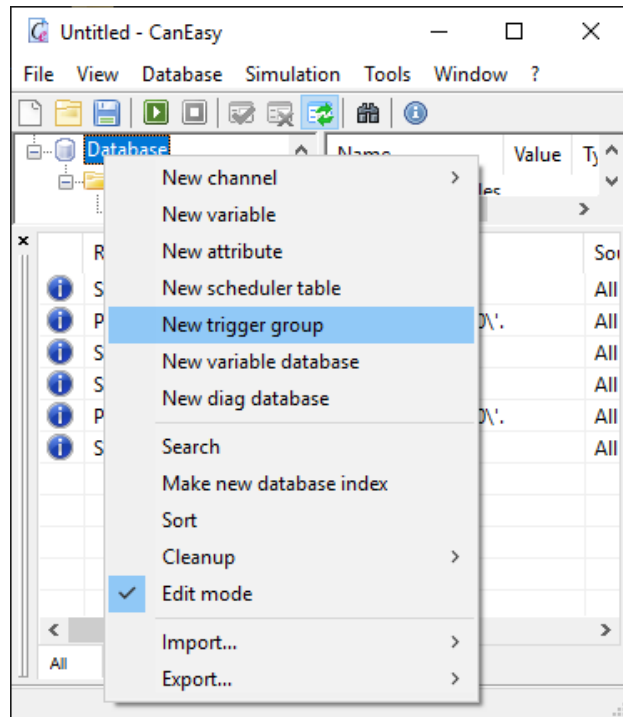 Untitled - CanEasy
File View Database Simulation Tools Window ?
Database
Name Value
New channel
New variable
New attribute
New scheduler table
New trigger group
New variable database
New diag database
Search
Make new database index
Sort
Cleanup
Edit mode
Import...
Export...
All
All
All
All
All
All
All